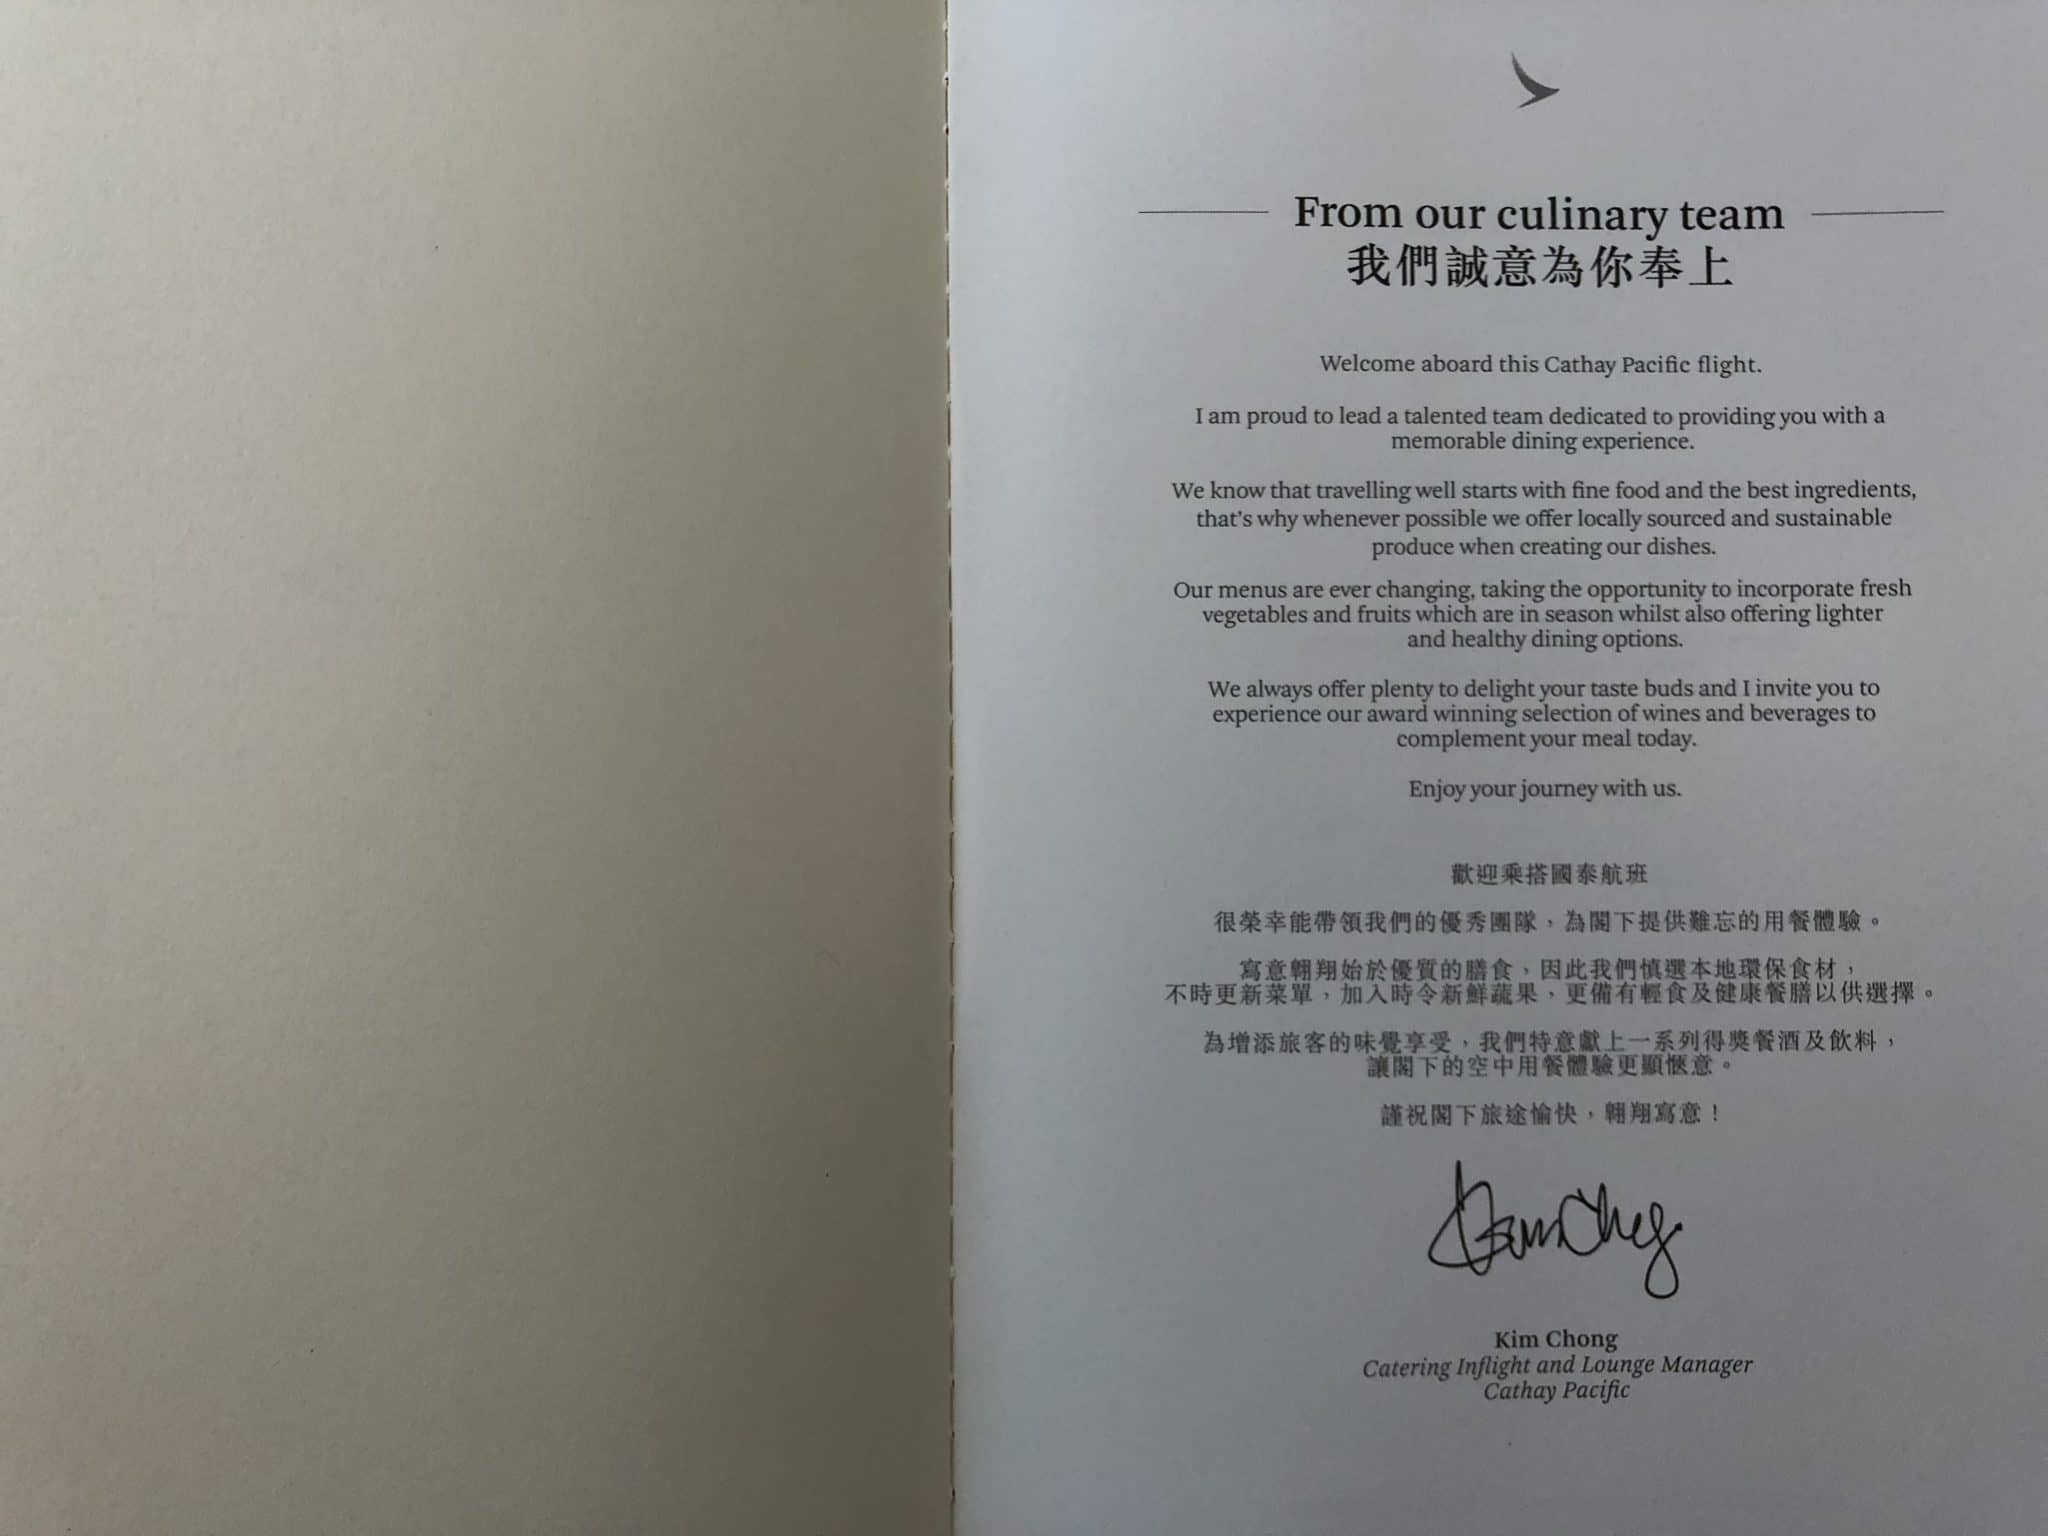 From our culinary team
我們誠意為你奉上
Welcome aboard this Cathay Pacific flight.
I am proud to lead a talented team dedicated to providing you with a
memorable dining experience.
We know that travelling well starts with fine food and the best ingredients,
that's why whenever possible we offer locally sourced and sustainable
produce when creating our dishes.
Our menus are ever changing, taking the opportunity to incorporate fresh
vegetables and fruits which are in season whilst also offering lighter
and healthy dining options.
We always offer plenty to delight your taste buds and I invite you to
experience our award winning selection of wines and beverages to
complement your meal today.
Enjoy your journey with us.
歡迎乘搭國泰航班
很榮幸能帶領我們的優秀團隊，為閣下提供難忘的用餐體驗。
寫意翱翔始於優質的膳食，因此我們慎選本地環保食材，
不時更新菜單，加入時令新鮮蔬果，更備有輕食及健康餐膳以供選擇。
為增添旅客的味覺享受，我們特意獻上一系列得獎餐酒及飲料，
讓閣下的空中用餐體驗更顯愜意。
謹祝閣下旅途愉快，翱翔寫意！
Kim Chong
Catering Inflight and Lounge Manager
Cathay Pacific